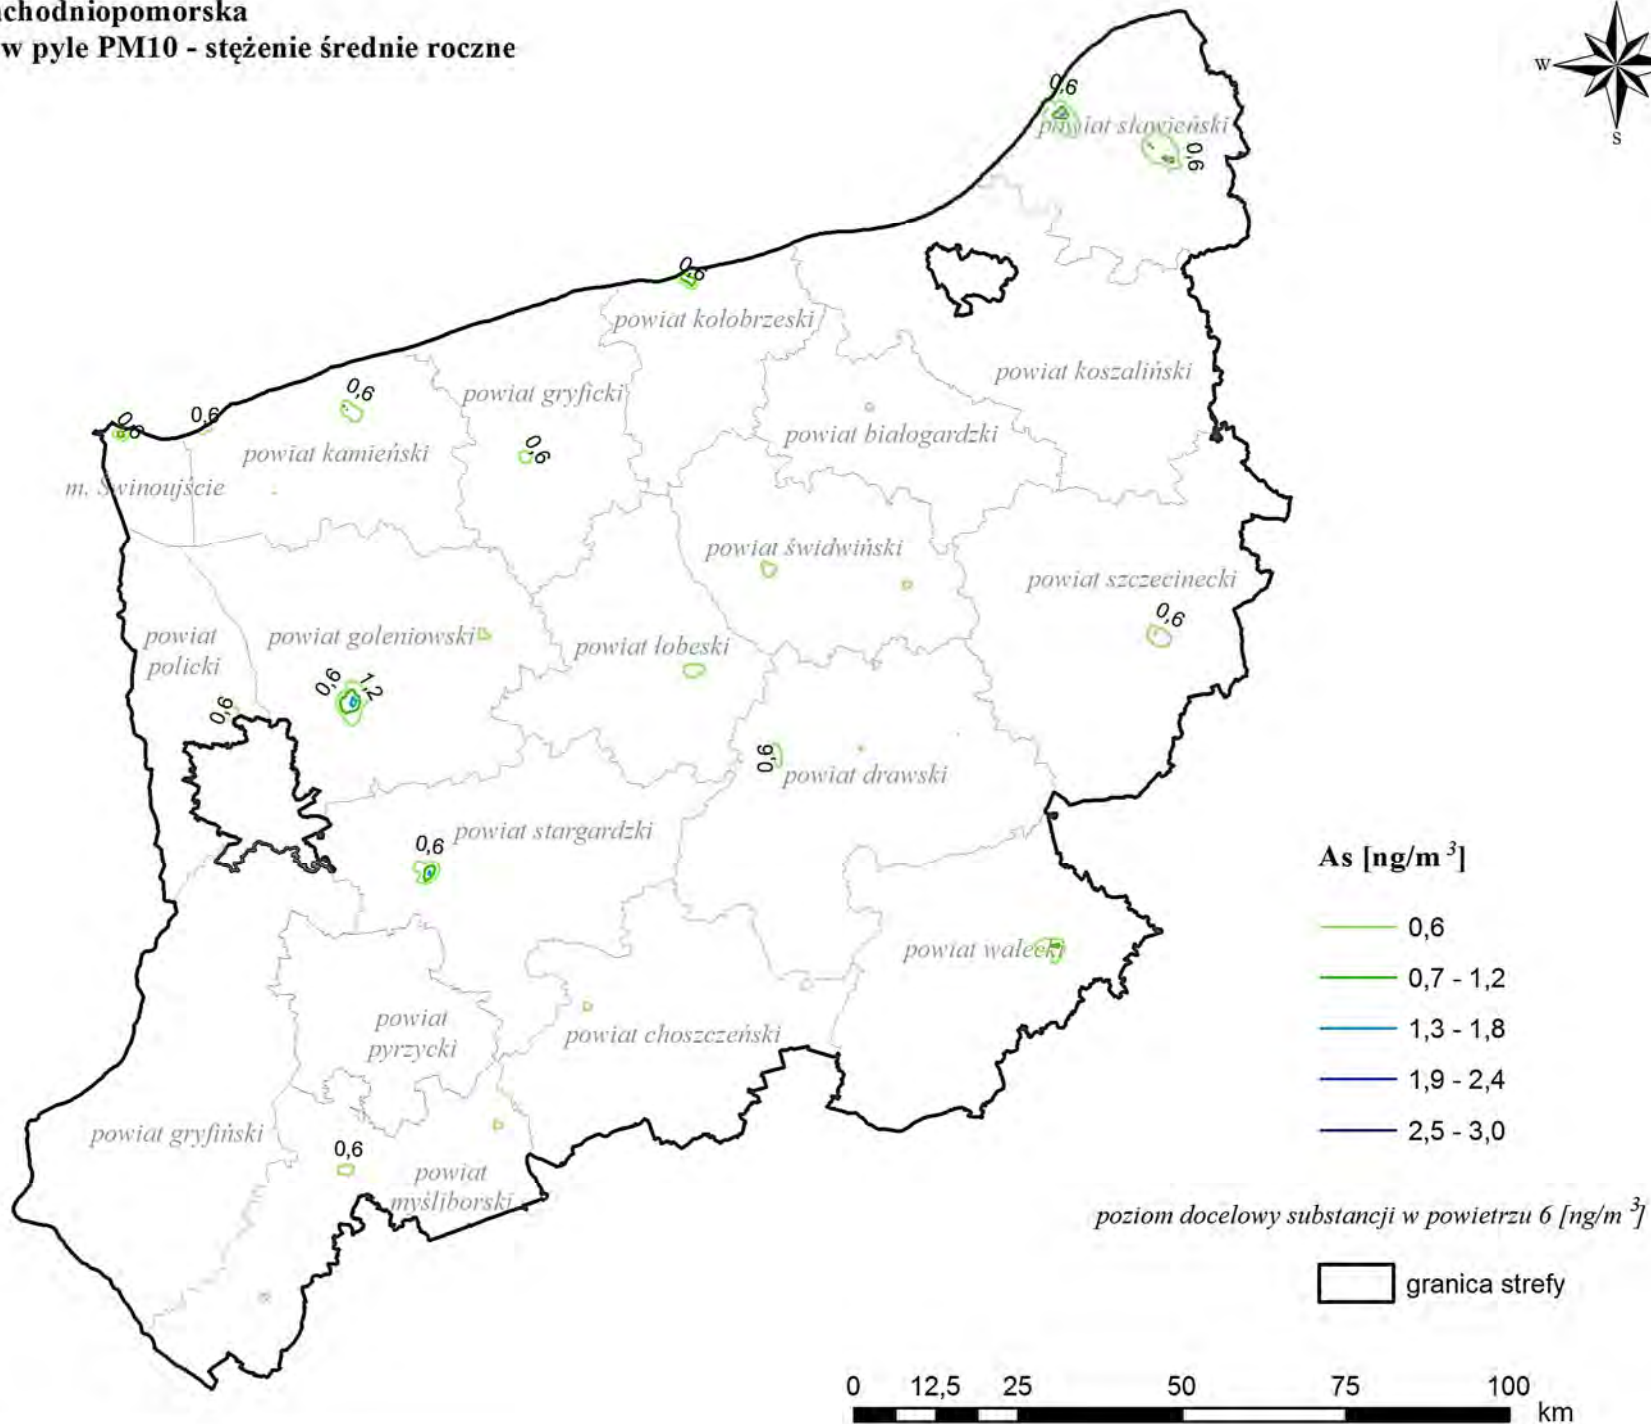 chodniopomorska
w pyle PM10 - stężenie średnie roczne
W
S
0,6
powiat sławieński
0,6
0,6
powiat kołobrzeski
powiat koszaliński
0,6
powiat gryficki
0,6
0,6
powiat białogardzki
0,6
powiat kamieński
m. Świnoujście
powiat świdwiński
powiat szczecinecki
0,6
powiat
policki
powiat goleniowski
powiat łobeski
0,6
1,2
0,6
0,6
powiat drawski
powiat stargardzki
0,6
As [ng/m³]
0,6
0,7 - 1,2
1,3 - 1,8
1,9 - 2,4
2,5 - 3,0
powiat wałecki
powiat
pyrzycki
powiat choszczeński
powiat gryfiński
0,6
powiat
myśliborski
poziom docelowy substancji w powietrzu 6 [ng/m³]
granica strefy
0 12,5 25 50 75 100
km